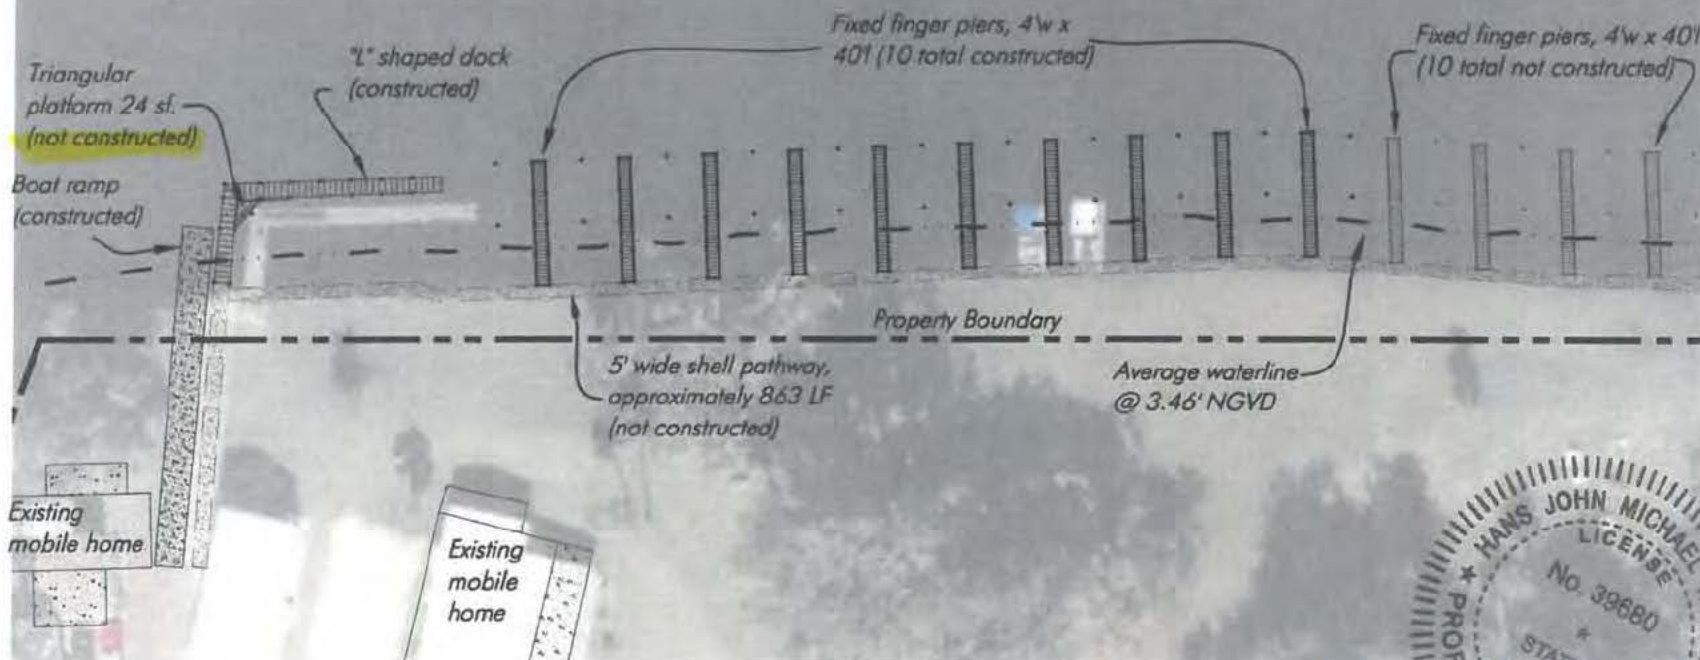 Fixed finger piers, 4'w x
40'l (10 total constructed)
Fixed finger piers, 4'w x 40'l
(10 total not constructed)
"L" shaped dock
(constructed)
Triangular
platform 24 sf.
(not constructed)
Boat ramp
(constructed)
Property Boundary
5' wide shell pathway,
approximately 863 LF
(not constructed)
Average waterline
@ 3.46' NGVD
Existing
mobile home
Existing
mobile
home
HANS JOHN MICHAEL
LICENSE
No. 39680